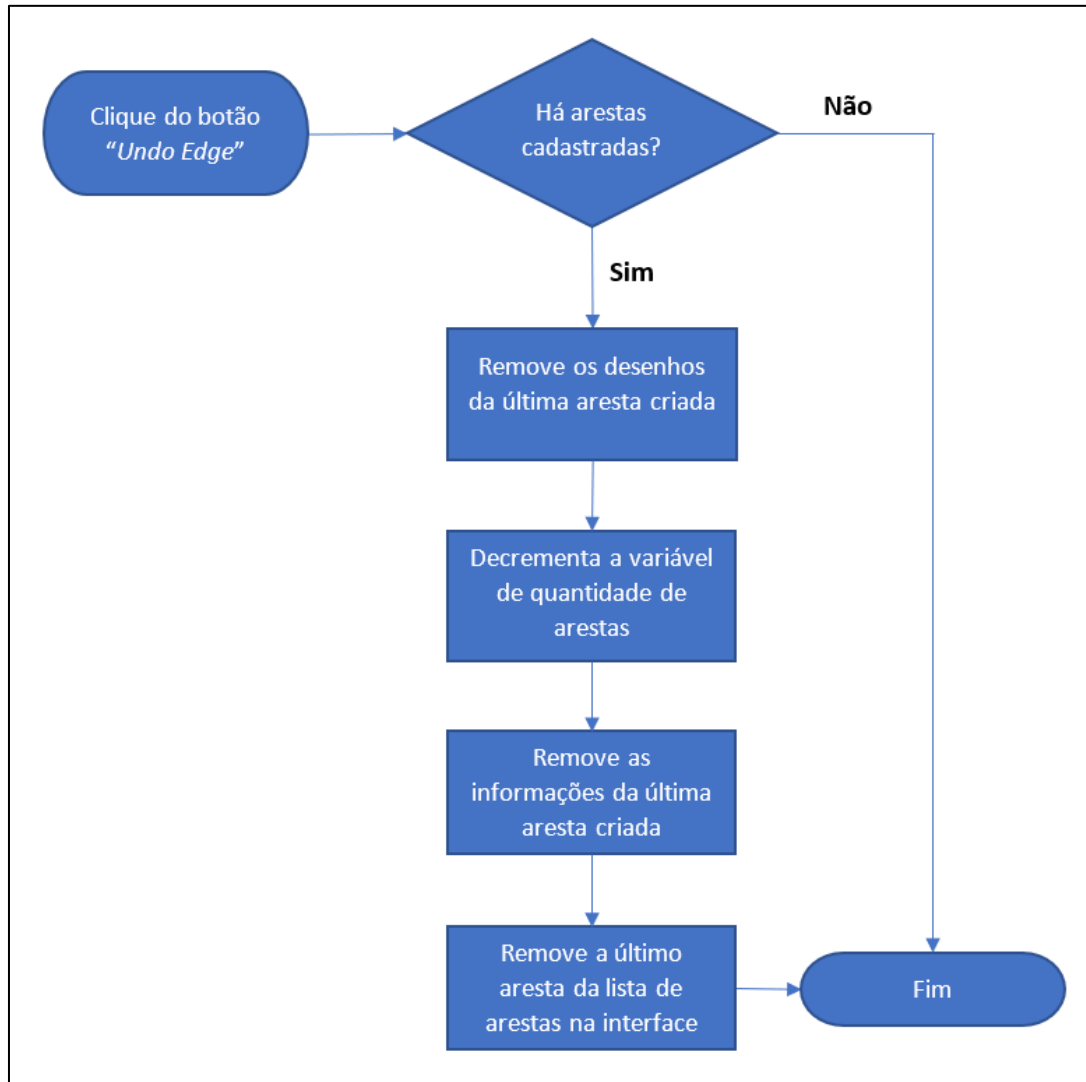 Clique do botão
“Undo Edge”
Há arestas
cadastradas?
Não
Sim
Remove os desenhos
da última aresta criada
Decrementa a variável
de quantidade de
arestas
Remove as
informações da última
aresta criada
Remove a último
aresta da lista de
arestas na interface
Fim